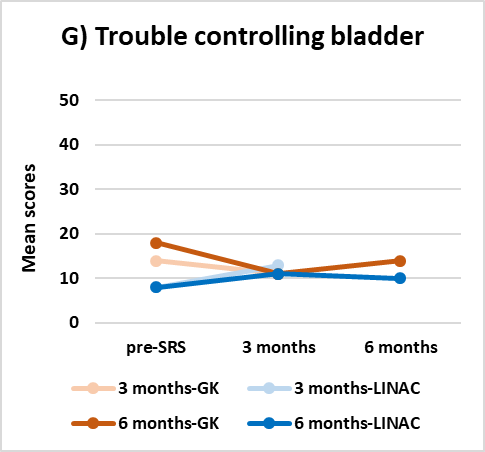 G) Trouble controlling bladder
50
40
30
20
10
0
Mean scores
pre-SRS 3 months 6 months
3 months-GK 3 months-LINAC
6 months-GK 6 months-LINAC